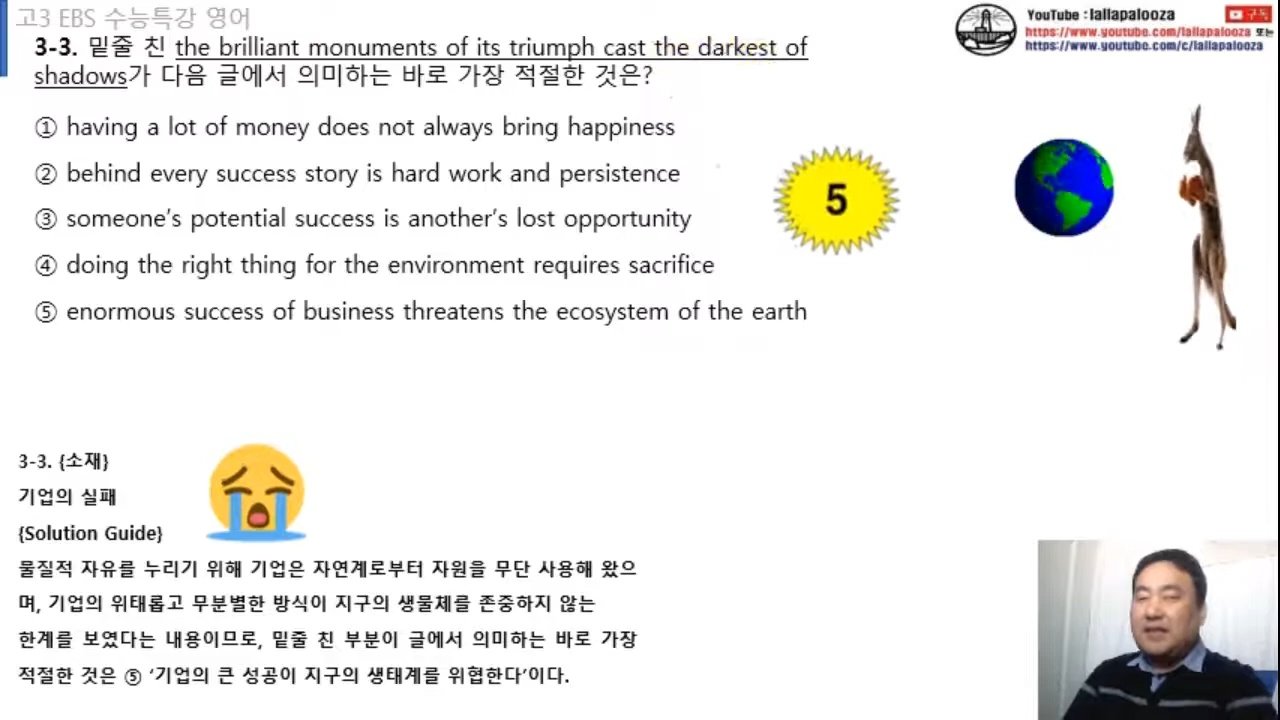 고3 EBS 수능특강 영어
YouTube : lallapalooza
구독
https://www.youtube.com/lallapalooza 또는
https://www.youtube.com/c/lallapalooza
3-3. 밑줄 친 the brilliant monuments of its triumph cast the darkest of
shadows가 다음 글에서 의미하는 바로 가장 적절한 것은?
① having a lot of money does not always bring happiness
② behind every success story is hard work and persistence
③ someone's potential success is another's lost opportunity
④ doing the right thing for the environment requires sacrifice
⑤ enormous success of business threatens the ecosystem of the earth
5
3-3. {소재}
기업의 실패
{Solution Guide}
물질적 자유를 누리기 위해 기업은 자연계로부터 자원을 무단 사용해 왔으
며, 기업의 위태롭고 무분별한 방식이 지구의 생물체를 존중하지 않는
한계를 보였다는 내용이므로, 밑줄 친 부분이 글에서 의미하는 바로 가장
적절한 것은 ⑤ ‘기업의 큰 성공이 지구의 생태계를 위협한다’이다.